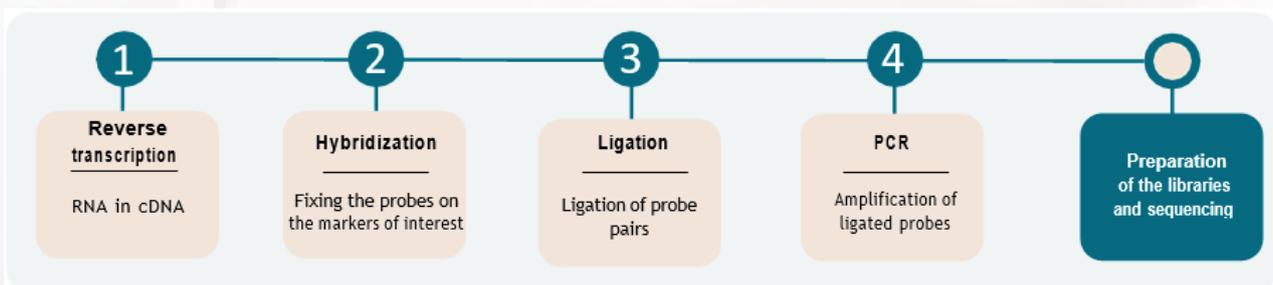 1
Reverse
transcription
RNA in cDNA
2
Hybridization
Fixing the probes on
the markers of interest
3
Ligation
Ligation of probe
pairs
4
PCR
Amplification of
ligated probes
Preparation
of the libraries
and sequencing